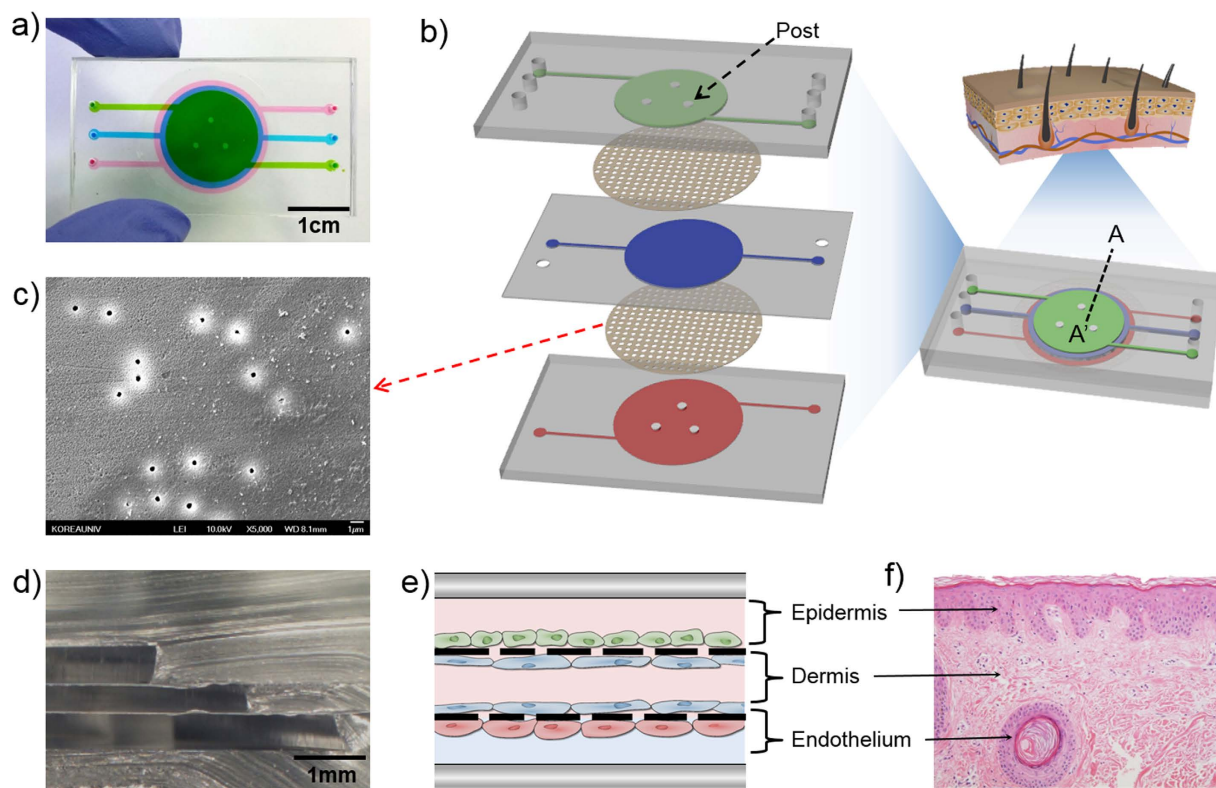 a)
1cm
b)
Post
A
A'
c)
KOREAUNIV LEI 10.0kV X5,000 WD 8.1mm 1μm
d)
1mm
e)
Epidermis
Dermis
Endothelium
f)